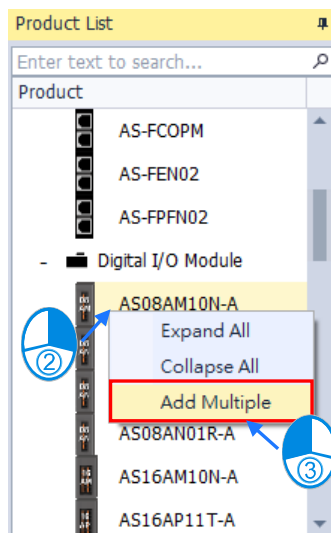 Product List
Enter text to search...
Product
AS-FCOPM
AS-FEN02
AS-FPFN02
- Digital I/O Module
AS08AM10N-A
Expand All
②
Collapse All
Add Multiple
AS08AN01R-A
③
AS16AM10N-A
AS16AP11T-A